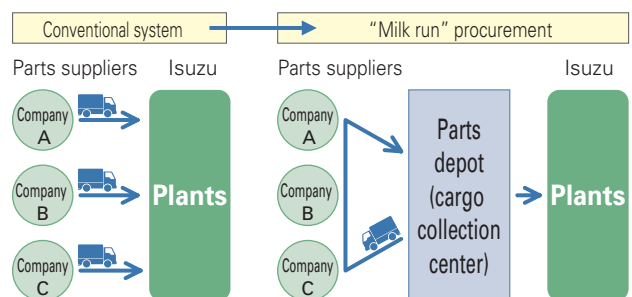 Conventional system
“Milk run” procurement
Parts suppliers
Isuzu
Company
A
Company
B
Company
C
Plants
Parts suppliers
Isuzu
Company
A
Company
B
Company
C
Parts
depot
(cargo
collection
center)
Plants